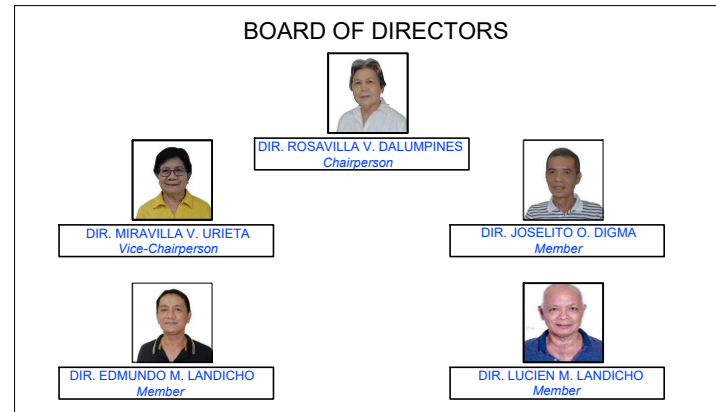 BOARD OF DIRECTORS
DIR. ROSAVILLA V. DALUMPINES
Chairperson
DIR. MIRAVILLA V. URIETA
Vice-Chairperson
DIR. JOSELITO O. DIGMA
Member
DIR. EDMUNDO M. LANDICHO
Member
DIR. LUCIEN M. LANDICHO
Member